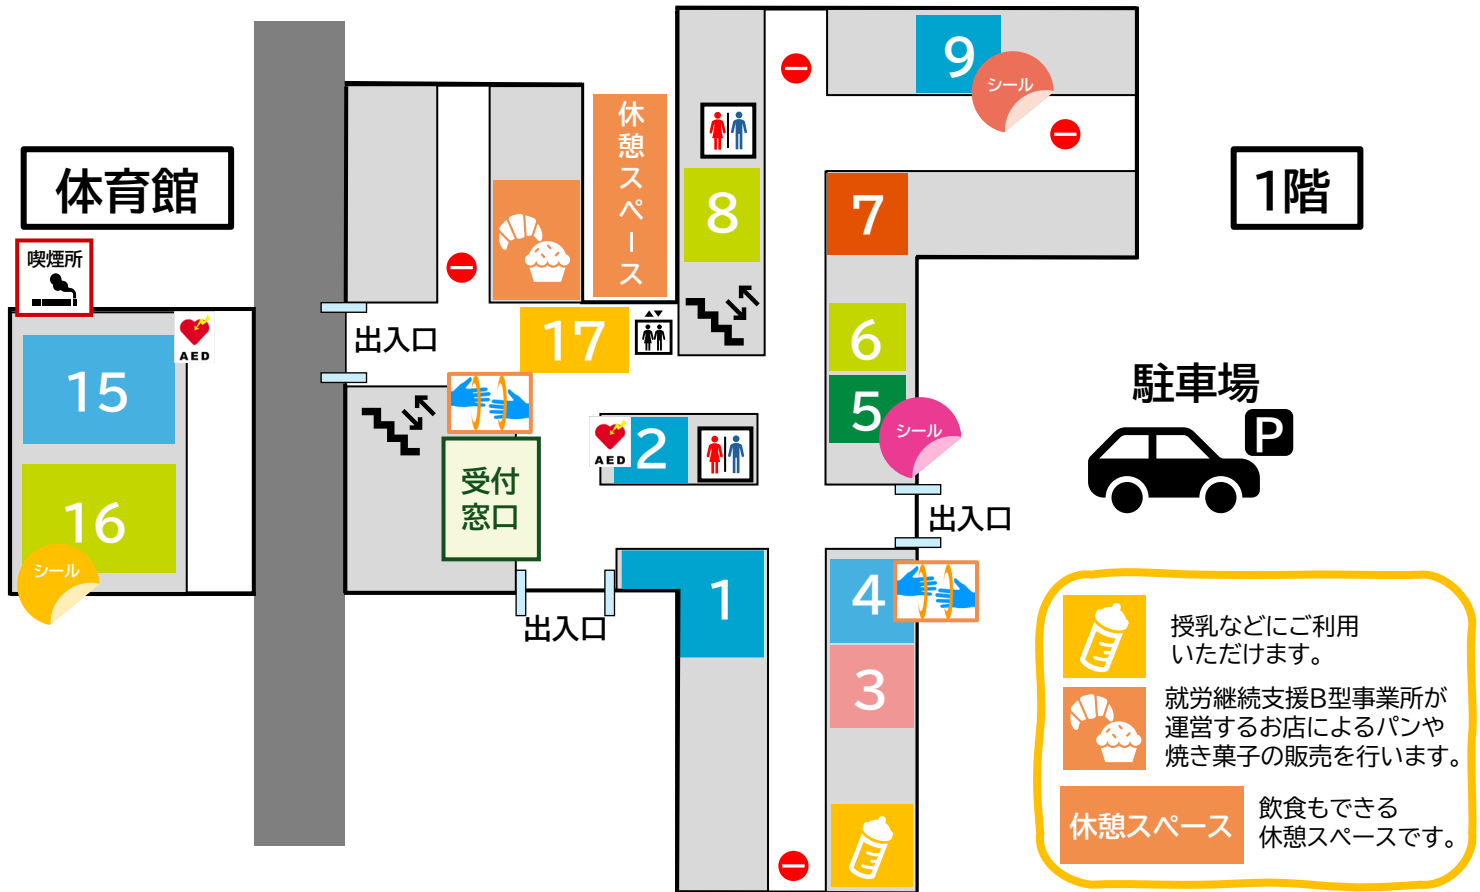 体育館
喫煙所
15
AED
16
シール
出入口
休憩スペース
17
8
9
シール
7
6
5
シール
1階
駐車場
P
受付
窓口
AED
2
出入口
出入口
1
4
3
授乳などにご利用
いただけます。
就労継続支援B型事業所が
運営するお店によるパンや
焼き菓子の販売を行います。
休憩スペース
飲食もできる
休憩スペースです。